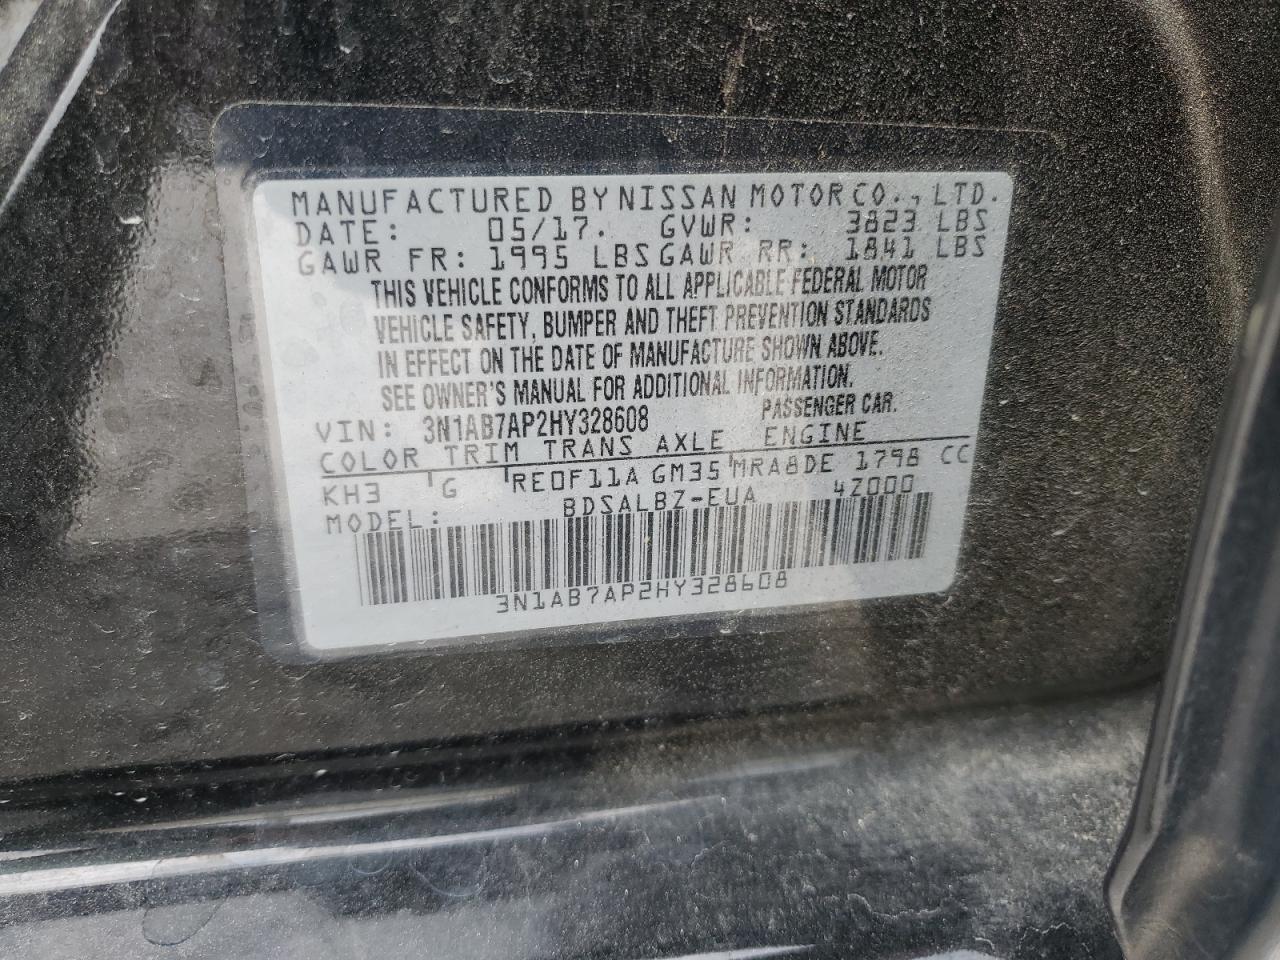 MANUFACTURED BY NISSAN MOTOR CO., LTD.
DATE: 05/17. GVWR: 3823 LBS
GAWR FR: 1995 LBS GAWR RR: 1841 LBS
THIS VEHICLE CONFORMS TO ALL APPLICABLE FEDERAL MOTOR
VEHICLE SAFETY, BUMPER AND THEFT PREVENTION STANDARDS
IN EFFECT ON THE DATE OF MANUFACTURE SHOWN ABOVE.
SEE OWNER'S MANUAL FOR ADDITIONAL INFORMATION.
VIN: 3N1AB7AP2HY328608 PASSENGER CAR.
COLOR TRIM TRANS AXLE ENGINE
KH3 G RE0F11A GM35 MRA8DE 1798 CC
MODEL: BDSALBZ-EUA 4Z000
3N1AB7AP2HY328608